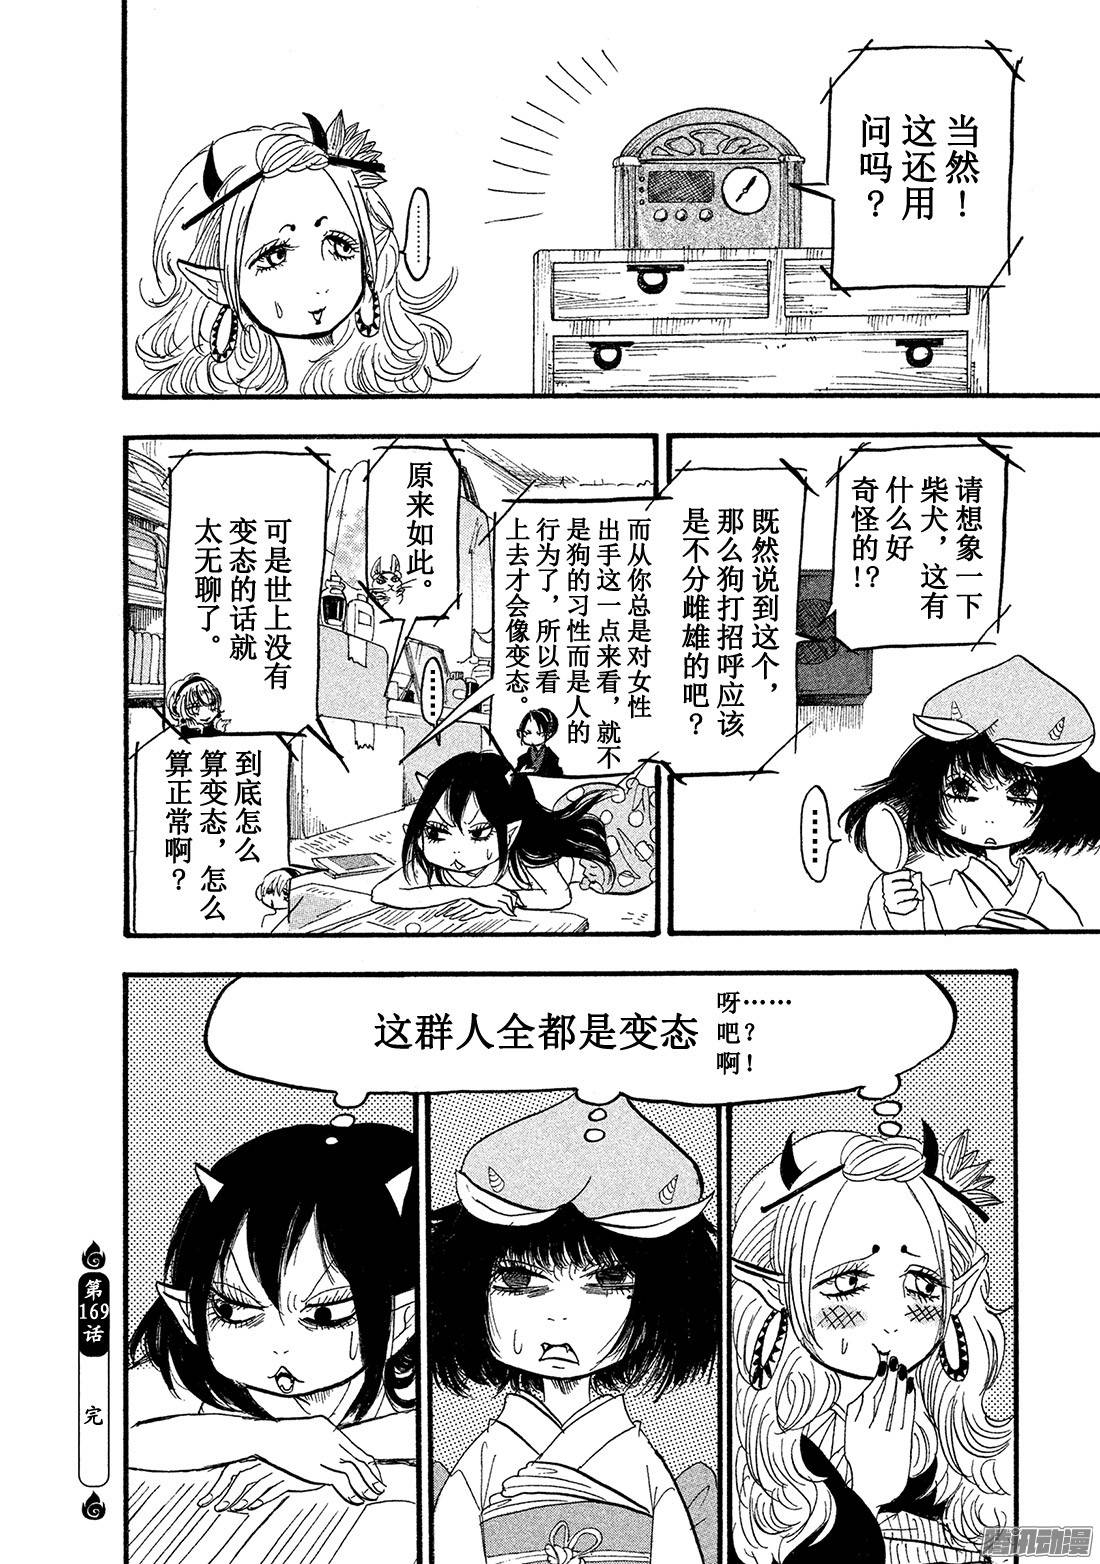 当然！
这还用
问吗？
……
请想象一下
柴犬，这有
什么好
奇怪的！？
……
既然说到这个，
那么狗打招呼应该
是不分雌雄的吧？
而从你总是对女性
出手这一点来看，就不
是狗的习性而是人的
行为了，所以看
上去才会像变态。
……
原来如此。
可是世上没有
变态的话就
太无聊了。
到底怎么
算变态，怎么
算正常啊？
这群人全都是变态
呀……
吧？
啊！
第
169
话
完
腾讯动漫